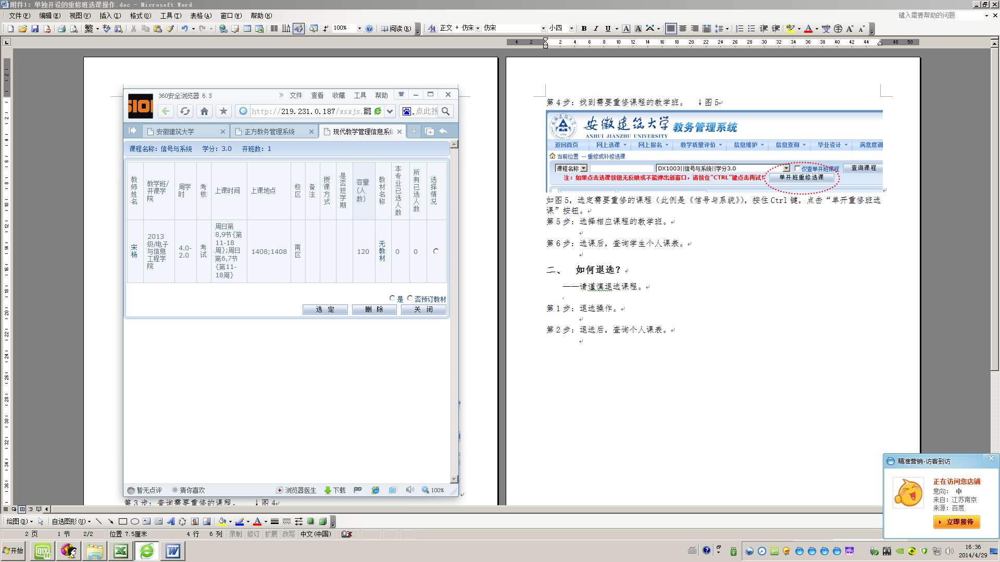 附件1: 单独开设的重修班选课操作.doc - Microsoft Word
文件(F) 编辑(E) 视图(V) 插入(I) 格式(O) 工具(T) 表格(A) 窗口(W) 帮助(H) 键入需要帮助的问题
100% 阅读(R) 正文 + 仿宋 仿宋 小四
4 2 2 4 6 8 10 12 14 16 18 20 22 24 26 28 30 32 34 36 38 40 42 44 48 50
360安全浏览器 6.3 » 文件 查看 收藏 工具 帮助
http://219.231.0.187/xsxjs. 点此搜
安徽建筑大学 正方教务管理系统 现代教学管理信息系统
课程名称：信号与系统 学分：3.0 开班数：1
教师姓名 教学班/开课学院 周学时 考核 上课时间 上课地点 校区 备注 授课方式 是否短学期 容量(人数) 教材名称 本专业已选人数 所有已选人数 选择情况
宋杨 2013级/电子与信息工程学院 4.0-2.0 考试 周日第8,9节{第11-18周};周日第6,7节{第11-18周} 1408;1408 南区 120 无教材 0 0
是 否预订教材
选 定 删 除 关 闭
暂无点评 猜你喜欢 浏览器医生 下载 100%
第3步：查询需要重修的课程。 ↓图4
第4步：找到需要重修课程的教学班。 ↓图5
安徽建筑大学 教务管理系统
ANHUI JIANZHU UNIVERSITY
返回首页 网上选课 网上报名 教学质量评价 信息维护 信息查询 毕业设计 满意度调
当前位置 -- 重修或补修选课
课程名称 DX1003||信号与系统||学分3.0 仅查单开班课程 查询课程
注：如果点击选课按钮无反映或不能弹出新窗口，请按住"CTRL"键点击再试! 单开班重修选课
如图5，选定需要重修的课程（此例是《信号与系统》），按住Ctrl键，点击“单开重修班选
课”按钮。
第5步：选择相应课程的教学班。
第6步：选课后，查询学生个人课表。
二、 如何退选？
——请谨慎退选课程。
第1步：退选操作。
第2步：退选后，查询个人课表。
精准营销-访客到访
正在访问您店铺
意向： 中
来自：江苏南京
来源：百度
立即接待
绘图(D) 自选图形(U)
2 页 1 节 2/2 位置 7.5厘米 4 行 6 列 录制 修订 扩展 改写 中文(中国)
开始 16:36
2014/4/29